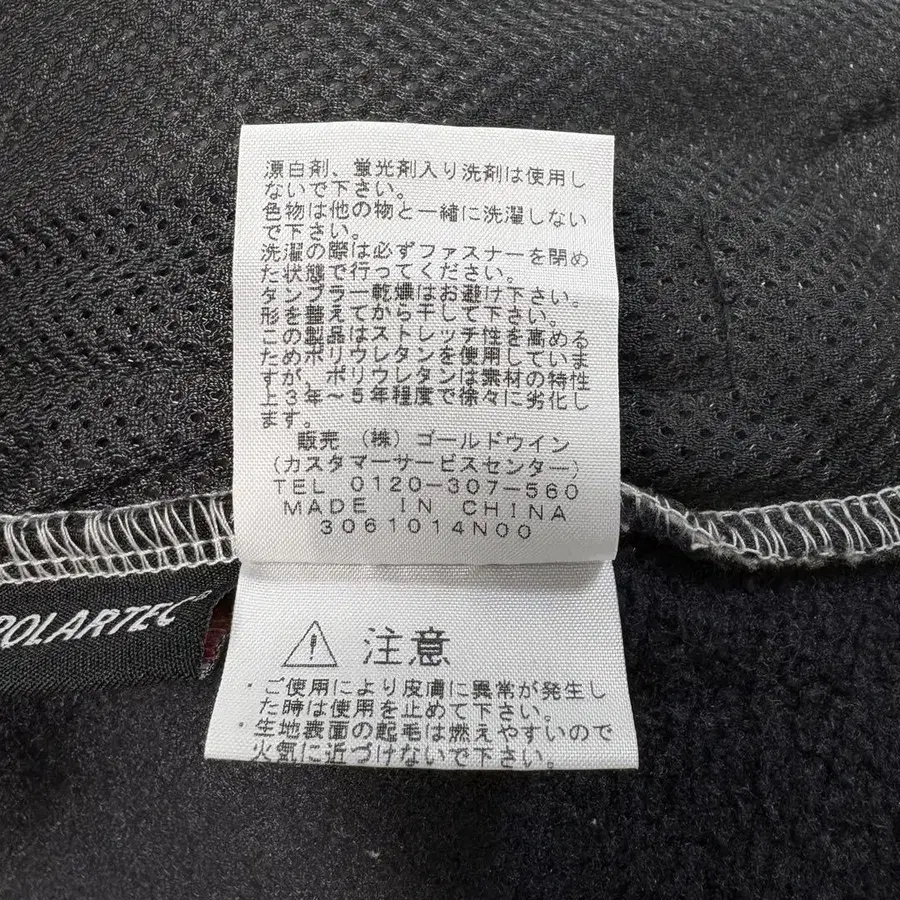 漂白剤、蛍光剤入り洗剤は使用し
ないで下さい。
色物は他の物と一緒に洗濯しない
で下さい。
洗濯の際は必ずファスナーを閉め
た状態で行ってください。
タンブラー乾燥はお避け下さい。
形を整えてから干して下さい。
この製品はストレッチ性を高める
ためポリウレタンを使用していま
すが、ポリウレタンは素材の特性
上3年～5年程度で徐々に劣化し
ます。
販売 (株) ゴールドウイン
(カスタマーサービスセンター)
TEL 0120-307-560
MADE IN CHINA
3061014N00
POLARTEC®
注意
・ご使用により皮膚に異常が発生し
た時は使用を止めて下さい。
・生地表面の起毛は燃えやすいので
火気に近づけないで下さい。